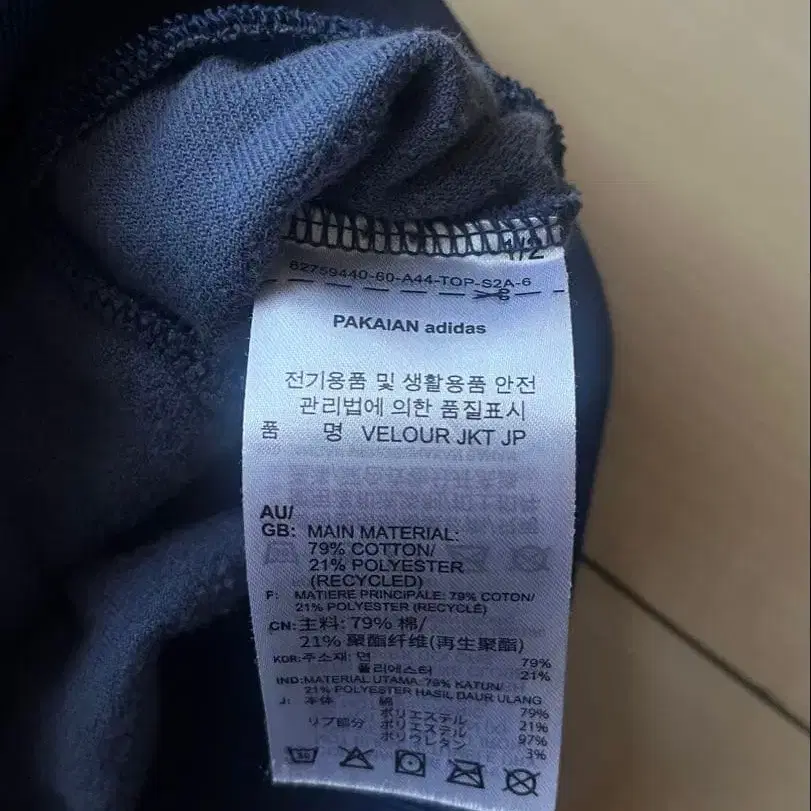 1/2
62759440-60-A44-TOP-S2A-6
PAKAIAN adidas
전기용품 및 생활용품 안전
관리법에 의한 품질표시
품 명 VELOUR JKT JP
AU/
GB: MAIN MATERIAL:
79% COTTON/
21% POLYESTER
(RECYCLED)
F: MATIERE PRINCIPALE: 79% COTON/
21% POLYESTER (RECYCLÉ)
CN: 主料: 79% 棉/
21% 聚酯纤维(再生聚酯)
KOR: 주소재: 면 79%
폴리에스터 21%
IND: MATERIAL UTAMA: 79% KATUN/
21% POLYESTER HASIL DAUR ULANG
J: 本体 綿 79%
ポリエステル 21%
リブ部分 ポリエステル 97%
ポリウレタン 3%